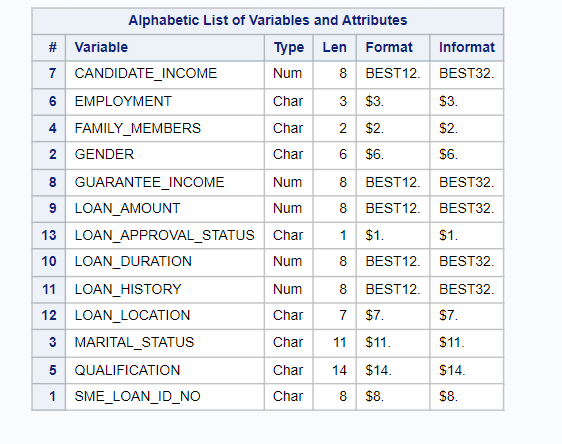 Alphabetic List of Variables and Attributes
# Variable Type Len Format Informat
7 CANDIDATE_INCOME Num 8 BEST12. BEST32.
6 EMPLOYMENT Char 3 $3. $3.
4 FAMILY_MEMBERS Char 2 $2. $2.
2 GENDER Char 6 $6. $6.
8 GUARANTEE_INCOME Num 8 BEST12. BEST32.
9 LOAN_AMOUNT Num 8 BEST12. BEST32.
13 LOAN_APPROVAL_STATUS Char 1 $1. $1.
10 LOAN_DURATION Num 8 BEST12. BEST32.
11 LOAN_HISTORY Num 8 BEST12. BEST32.
12 LOAN_LOCATION Char 7 $7. $7.
3 MARITAL_STATUS Char 11 $11. $11.
5 QUALIFICATION Char 14 $14. $14.
1 SME_LOAN_ID_NO Char 8 $8. $8.